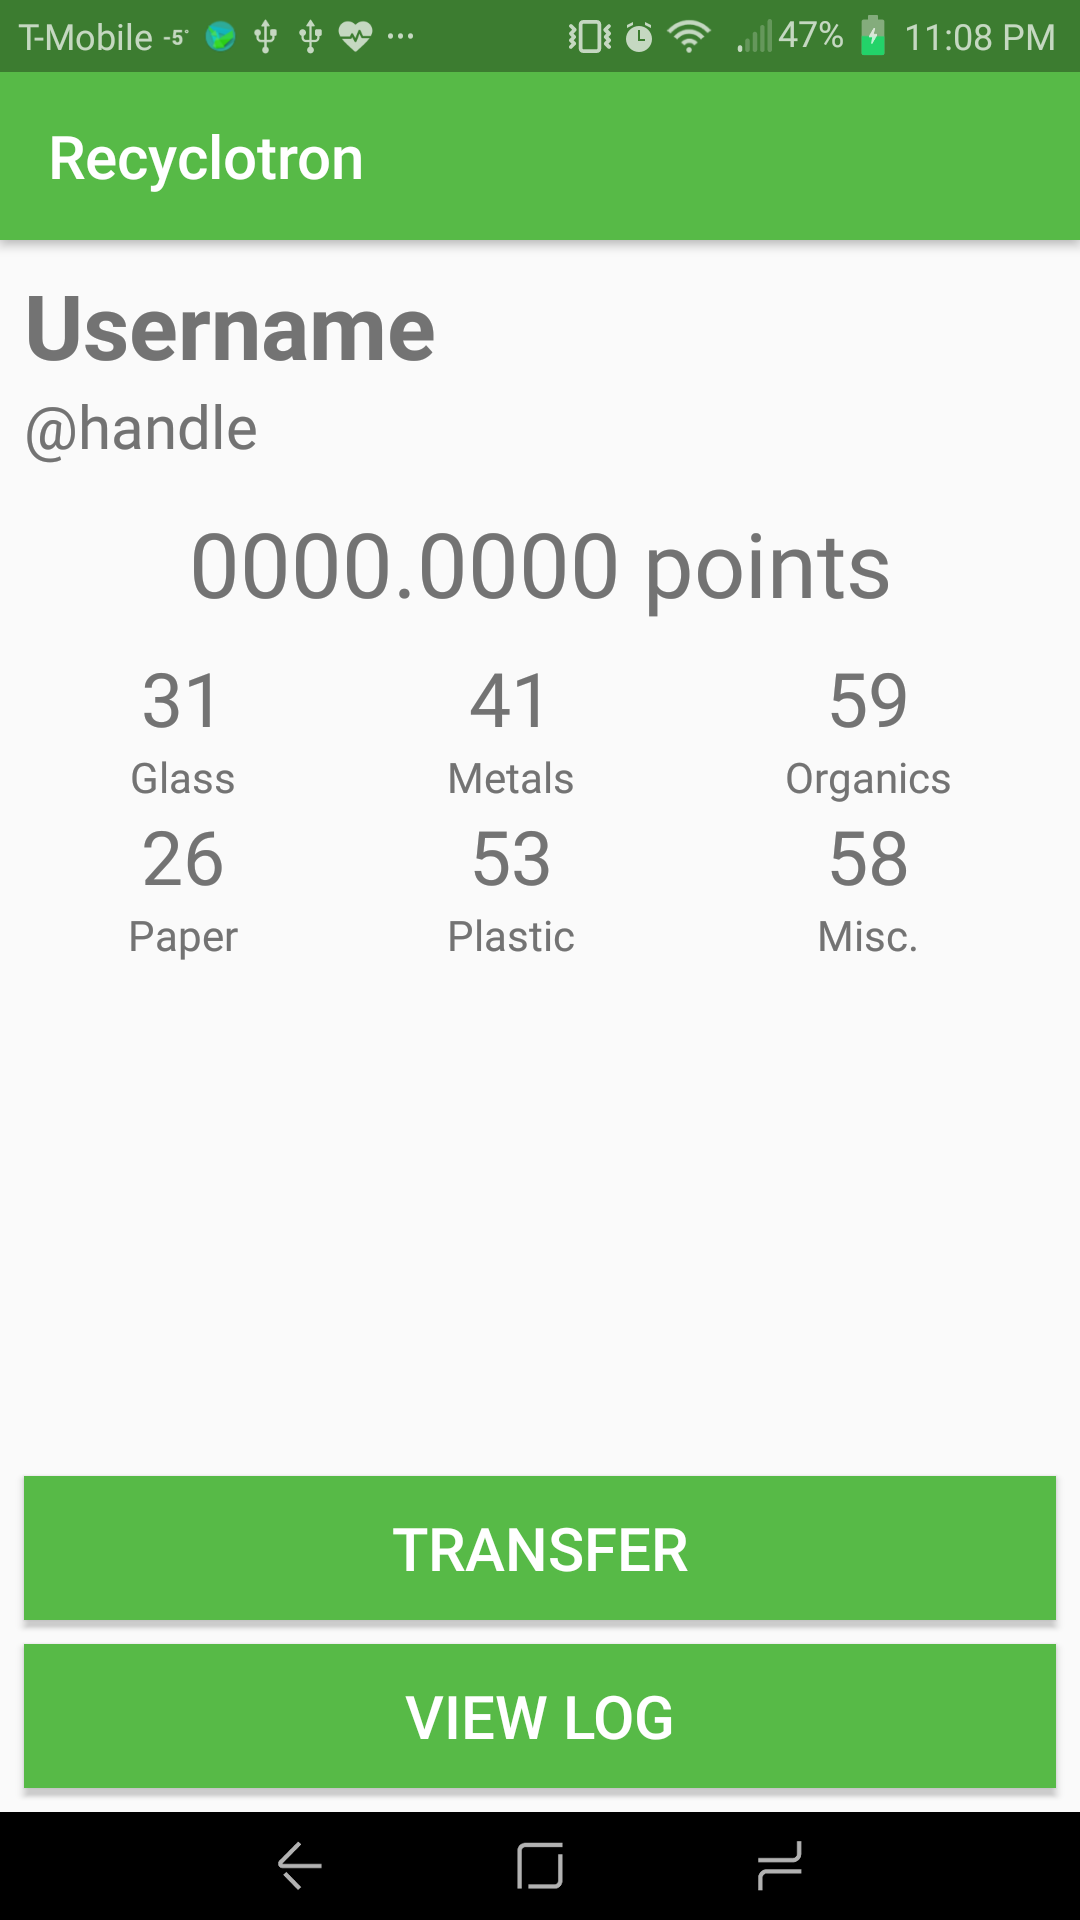 T-Mobile -5° 47% 11:08 PM
Recyclotron
Username
@handle
0000.0000 points
31 41 59
Glass Metals Organics
26 53 58
Paper Plastic Misc.
TRANSFER
VIEW LOG